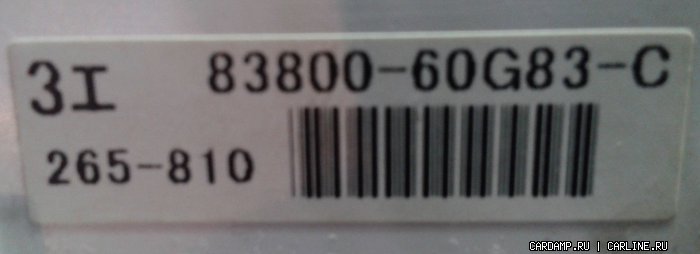 3I 83800-60G83-C
265-810
CARDAMP.RU | CARLINE.RU